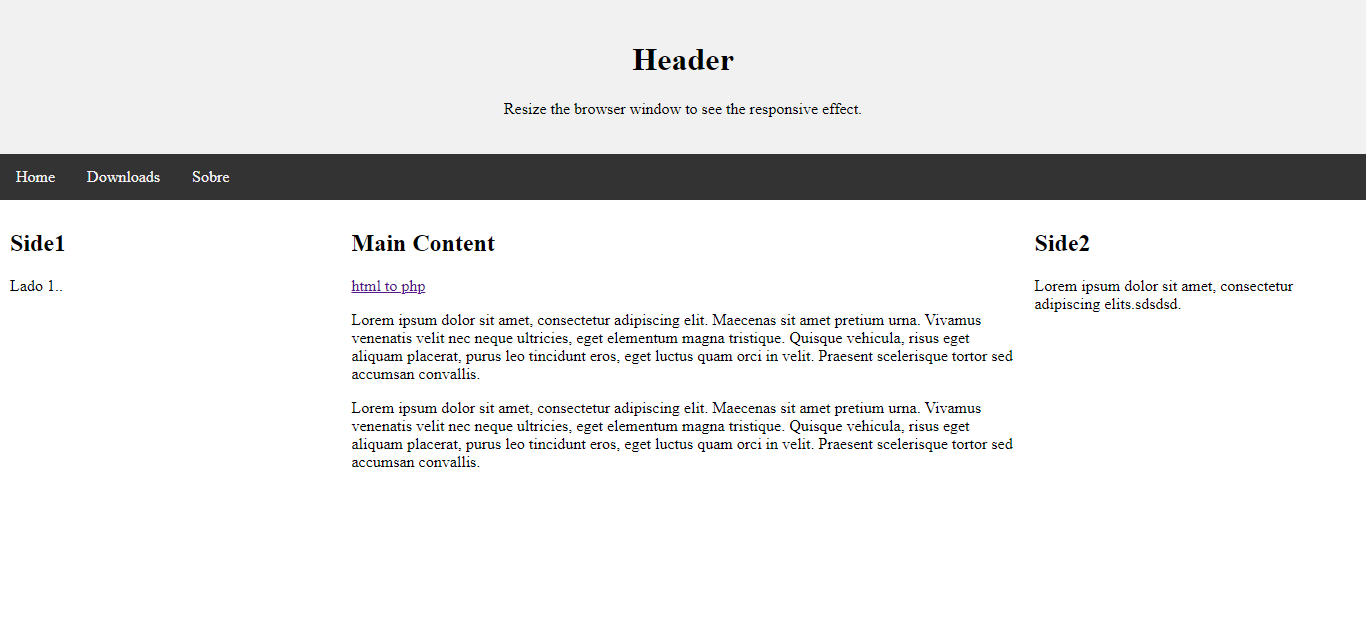 Header
Resize the browser window to see the responsive effect.
Home Downloads Sobre
Side1
Lado 1..
Main Content
html to php
Lorem ipsum dolor sit amet, consectetur adipiscing elit. Maecenas sit amet pretium urna. Vivamus
venenatis velit nec neque ultricies, eget elementum magna tristique. Quisque vehicula, risus eget
aliquam placerat, purus leo tincidunt eros, eget luctus quam orci in velit. Praesent scelerisque tortor sed
accumsan convallis.
Lorem ipsum dolor sit amet, consectetur adipiscing elit. Maecenas sit amet pretium urna. Vivamus
venenatis velit nec neque ultricies, eget elementum magna tristique. Quisque vehicula, risus eget
aliquam placerat, purus leo tincidunt eros, eget luctus quam orci in velit. Praesent scelerisque tortor sed
accumsan convallis.
Side2
Lorem ipsum dolor sit amet, consectetur
adipiscing elits.sdsdsd.